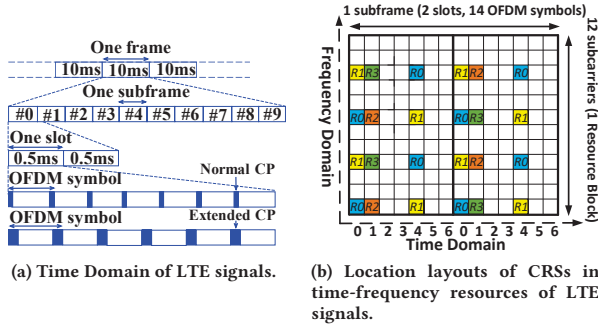 One frame
10ms 10ms 10ms
One subframe
#0 #1 #2 #3 #4 #5 #6 #7 #8 #9
One slot
0.5ms 0.5ms
Normal CP
OFDM symbol
Extended CP
OFDM symbol
(a) Time Domain of LTE signals.
1 subframe (2 slots, 14 OFDM symbols)
Frequency Domain
R1 R3 R0 R1 R2 R0
R0 R2 R1 R0 R3 R1
R1 R3 R0 R1 R2 R0
R0 R2 R1 R0 R3 R1
0 1 2 3 4 5 6 0 1 2 3 4 5 6
Time Domain
12 subcarriers (1 Resource Block)
(b) Location layouts of CRSs in
time-frequency resources of LTE
signals.